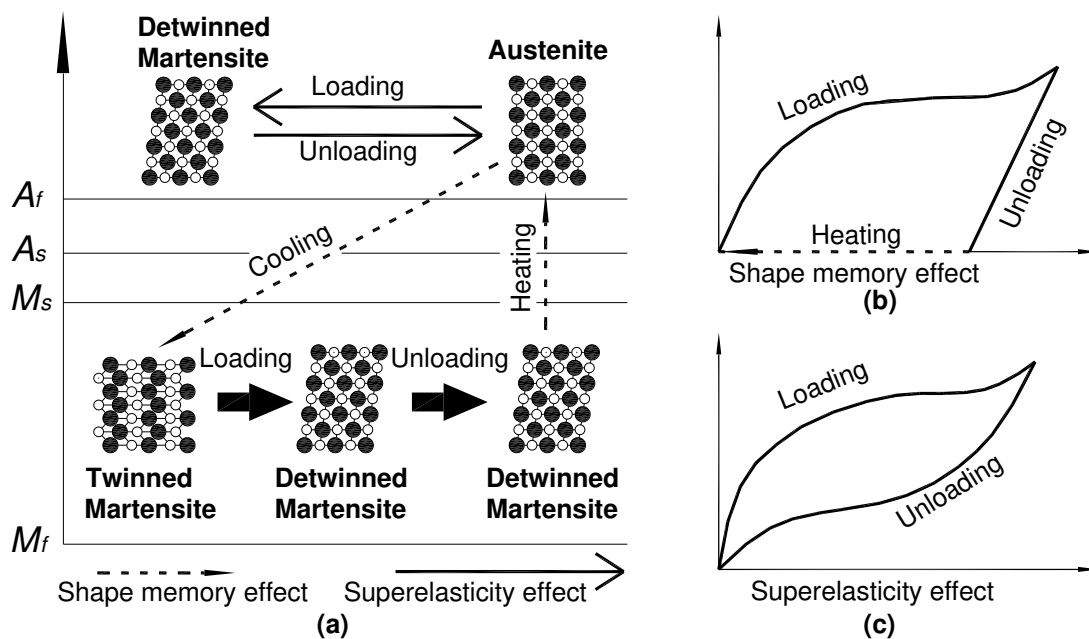 Detwinned
Martensite
Austenite
Loading
Unloading
Af
As
Ms
Mf
Cooling
Heating
Loading
Unloading
Twinned
Martensite
Detwinned
Martensite
Detwinned
Martensite
Shape memory effect
Superelasticity effect
(a)
Loading
Unloading
Heating
Shape memory effect
(b)
Loading
Unloading
Superelasticity effect
(c)